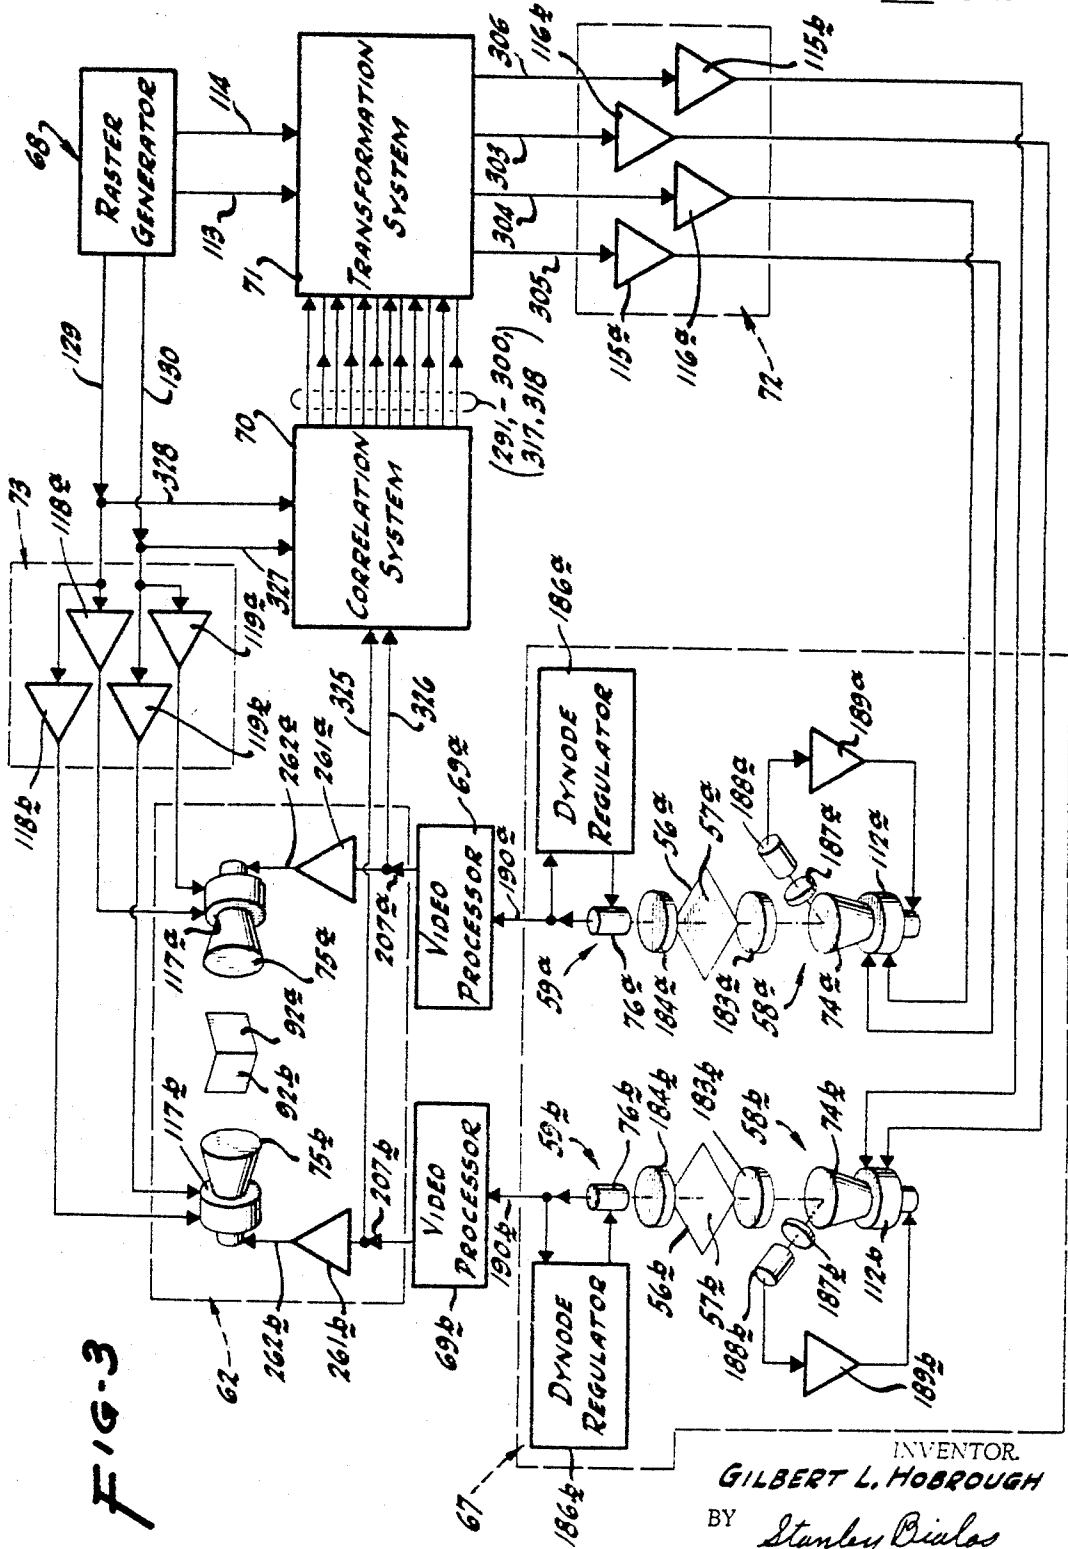 FIG-3
68
RASTER
GENERATOR
129
130
113
114
73
118a
118b
119a
119b
328
327
70
CORRELATION
SYSTEM
71
TRANSFORMATION
SYSTEM
(291,-300,
317,318)
306
303
304
305
116b
115b
115a
116a
72
325
326
62
117a
75a
92a
92b
117b
75b
262a
261a
207a
262b
261b
207b
69a
VIDEO
PROCESSOR
190a
69b
VIDEO
PROCESSOR
190b
67
186a
DYNODE
REGULATOR
59a
76a
184a
56a
57a
183a
58a
74a
188a
187a
189a
112a
186b
DYNODE
REGULATOR
59b
76b
184b
56b
57b
183b
58b
74b
188b
187b
189b
112b
INVENTOR.
GILBERT L. HOBROUGH
BY Stanley Bialos